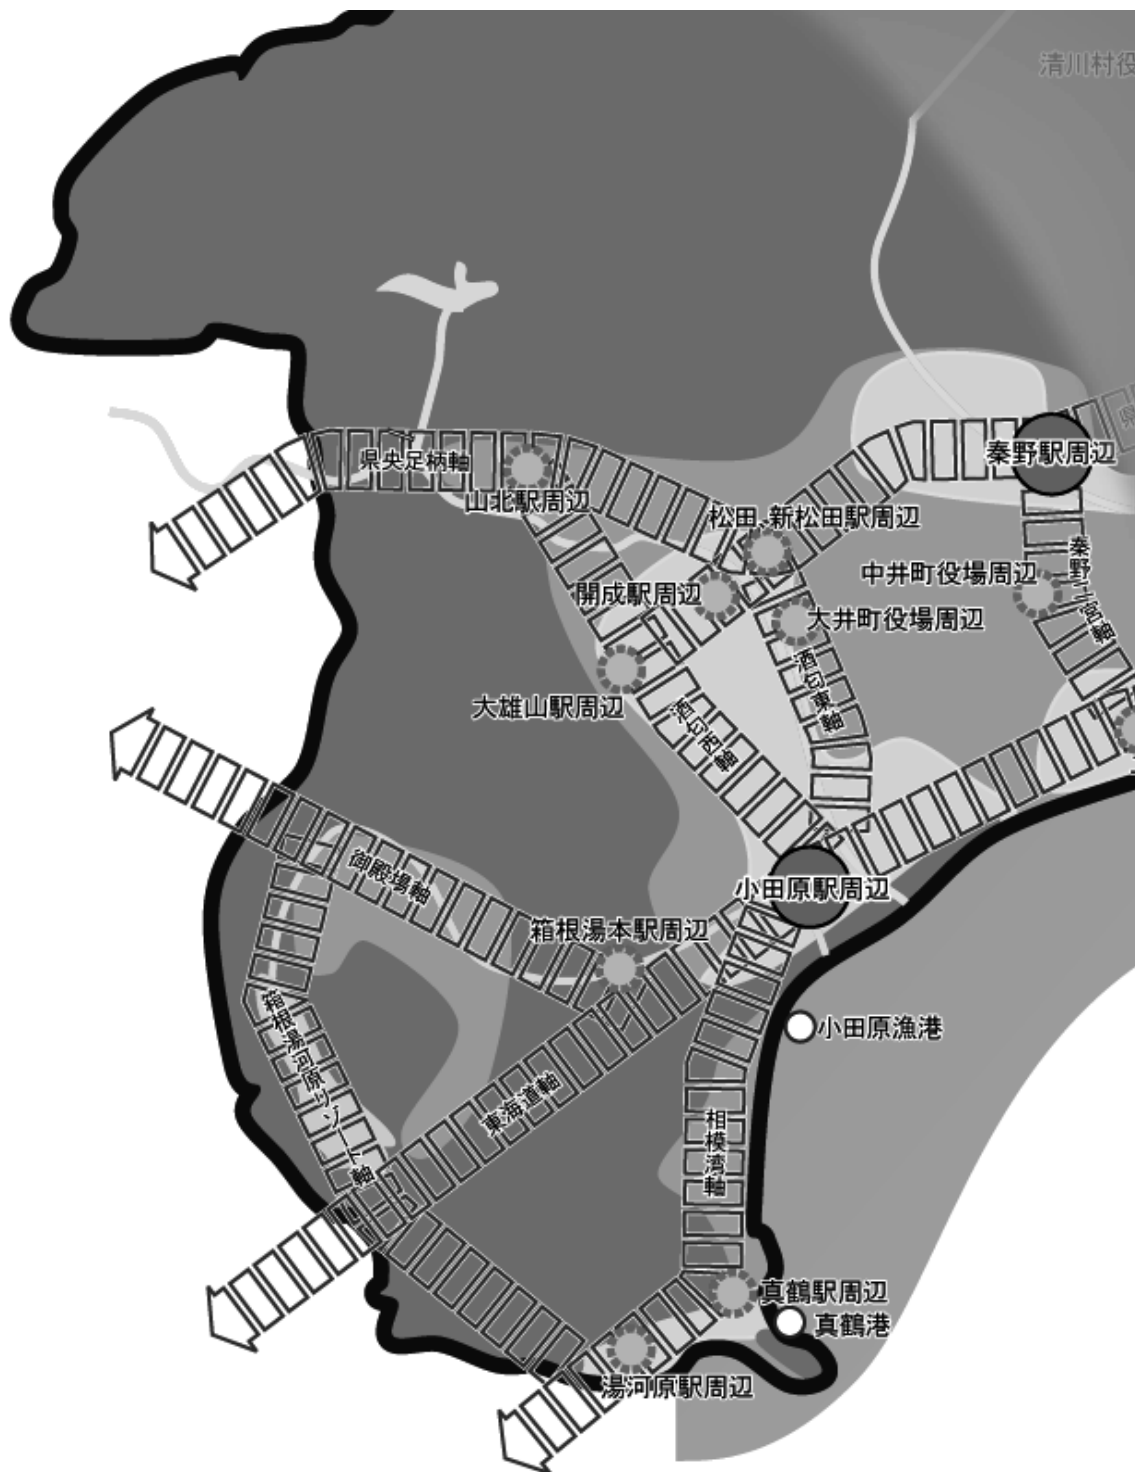 清川村役
県
秦野駅周辺
県央足柄軸
山北駅周辺
松田・新松田駅周辺
秦野二宮軸
中井町役場周辺
開成駅周辺
大井町役場周辺
酒匂東軸
大雄山駅周辺
酒匂西軸
御殿場軸
小田原駅周辺
箱根湯本駅周辺
箱根湯河原リゾート軸
小田原漁港
東海道軸
相模湾軸
真鶴駅周辺
真鶴港
湯河原駅周辺